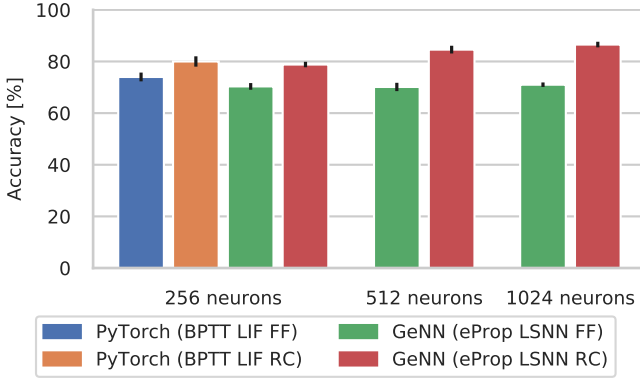 Accuracy [%]
100
80
60
40
20
0
256 neurons 512 neurons 1024 neurons
PyTorch (BPTT LIF FF) GeNN (eProp LSNN FF)
PyTorch (BPTT LIF RC) GeNN (eProp LSNN RC)